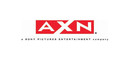 AXN
A SONY PICTURES ENTERTAINMENT COMPANY